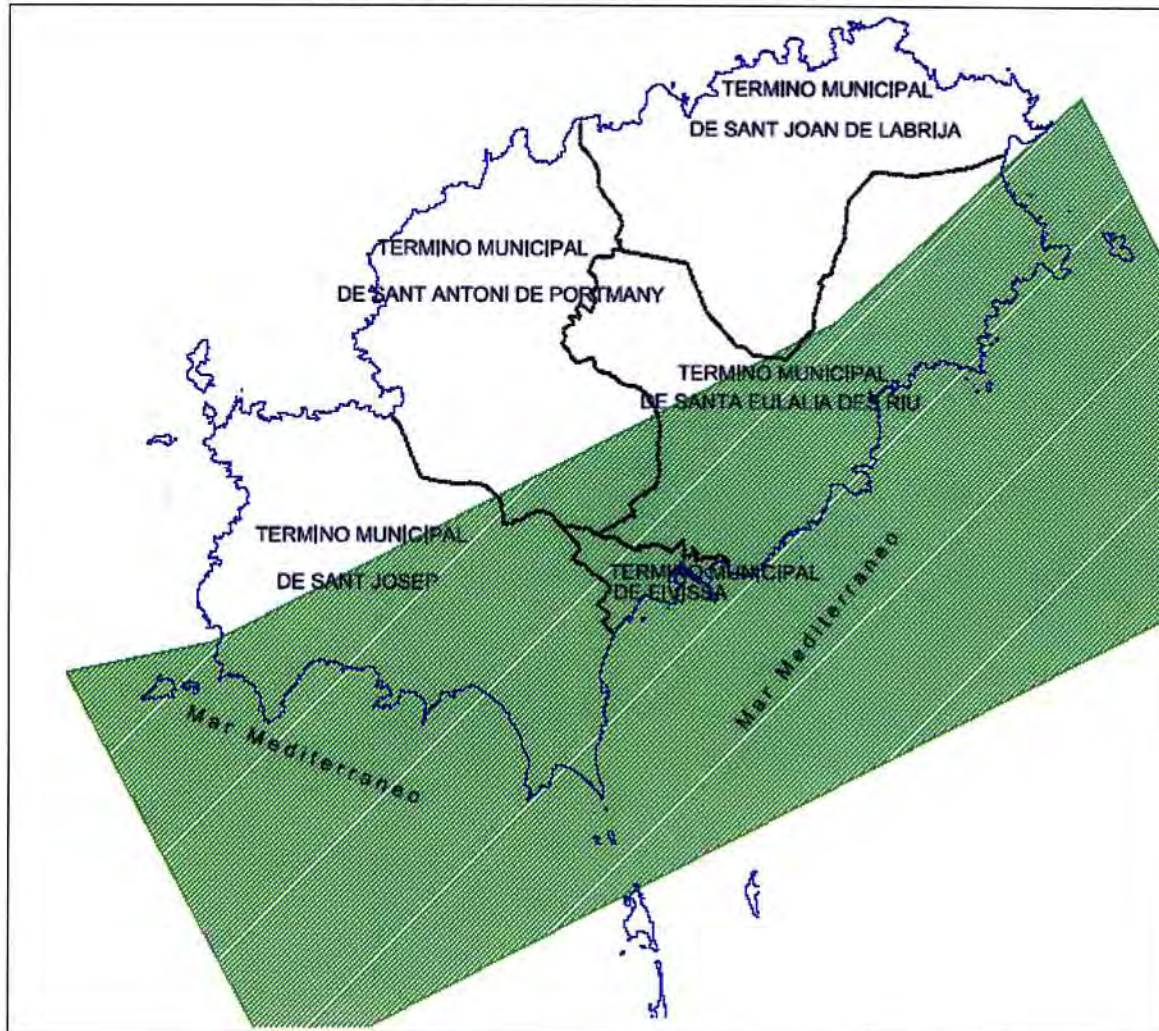 TERMINO MUNICIPAL
DE SANT JOAN DE LABRIJA
TERMINO MUNICIPAL
DE SANT ANTONI DE PORTMANY
TERMINO MUNICIPAL
DE SANTA EULALIA DES RIU
TERMINO MUNICIPAL
DE SANT JOSEP
TERMINO MUNICIPAL
DE EIVISSA
Mar Mediterraneo
Mar Mediterraneo